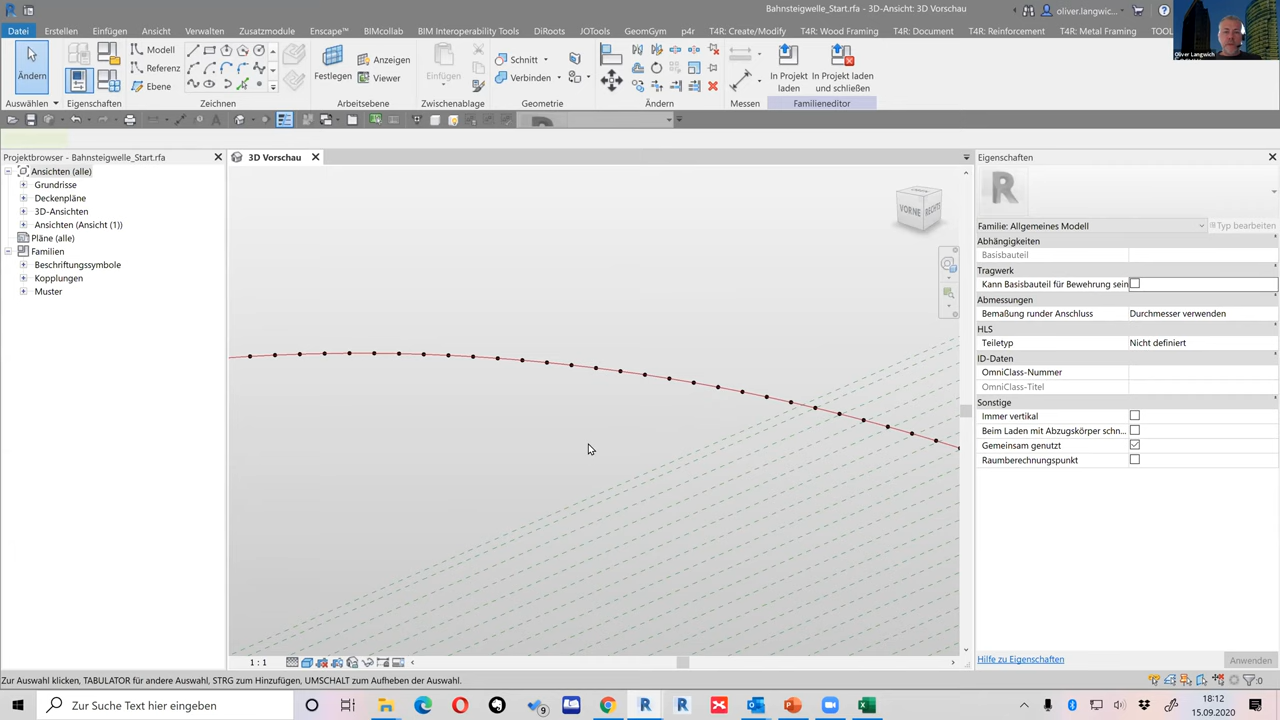 Bahnsteigwelle_Start.rfa - 3D-Ansicht: 3D Vorschau
oliver.langwic...
Oliver Langwich
Datei Erstellen Einfügen Ansicht Verwalten Zusatzmodule Enscape™ BIMcollab BIM Interoperability Tools DiRoots JOTools GeomGym p4r T4R: Create/Modify T4R: Wood Framing T4R: Document T4R: Reinforcement T4R: Metal Framing TOOL
Ändern
Modell
Referenz
Ebene
Festlegen
Anzeigen
Viewer
Einfügen
Schnitt
Verbinden
In Projekt laden
In Projekt laden und schließen
Auswählen Eigenschaften Zeichnen Arbeitsebene Zwischenablage Geometrie Ändern Messen Familieneditor
Projektbrowser - Bahnsteigwelle_Start.rfa
3D Vorschau
Eigenschaften
Ansichten (alle)
Grundrisse
Deckenpläne
3D-Ansichten
Ansichten (Ansicht (1))
Pläne (alle)
Familien
Beschriftungssymbole
Kopplungen
Muster
VORNE
RECHTS
R
Familie: Allgemeines Modell
Typ bearbeiten
Abhängigkeiten
Basisbauteil
Tragwerk
Kann Basisbauteil für Bewehrung sein
Abmessungen
Bemaßung runder Anschluss Durchmesser verwenden
HLS
Teiletyp Nicht definiert
ID-Daten
OmniClass-Nummer
OmniClass-Titel
Sonstige
Immer vertikal
Beim Laden mit Abzugskörper schn...
Gemeinsam genutzt
Raumberechnungspunkt
Hilfe zu Eigenschaften
Anwenden
1 : 1
Zur Auswahl klicken, TABULATOR für andere Auswahl, STRG zum Hinzufügen, UMSCHALT zum Aufheben der Auswahl.
:0
Zur Suche Text hier eingeben
18:12
15.09.2020